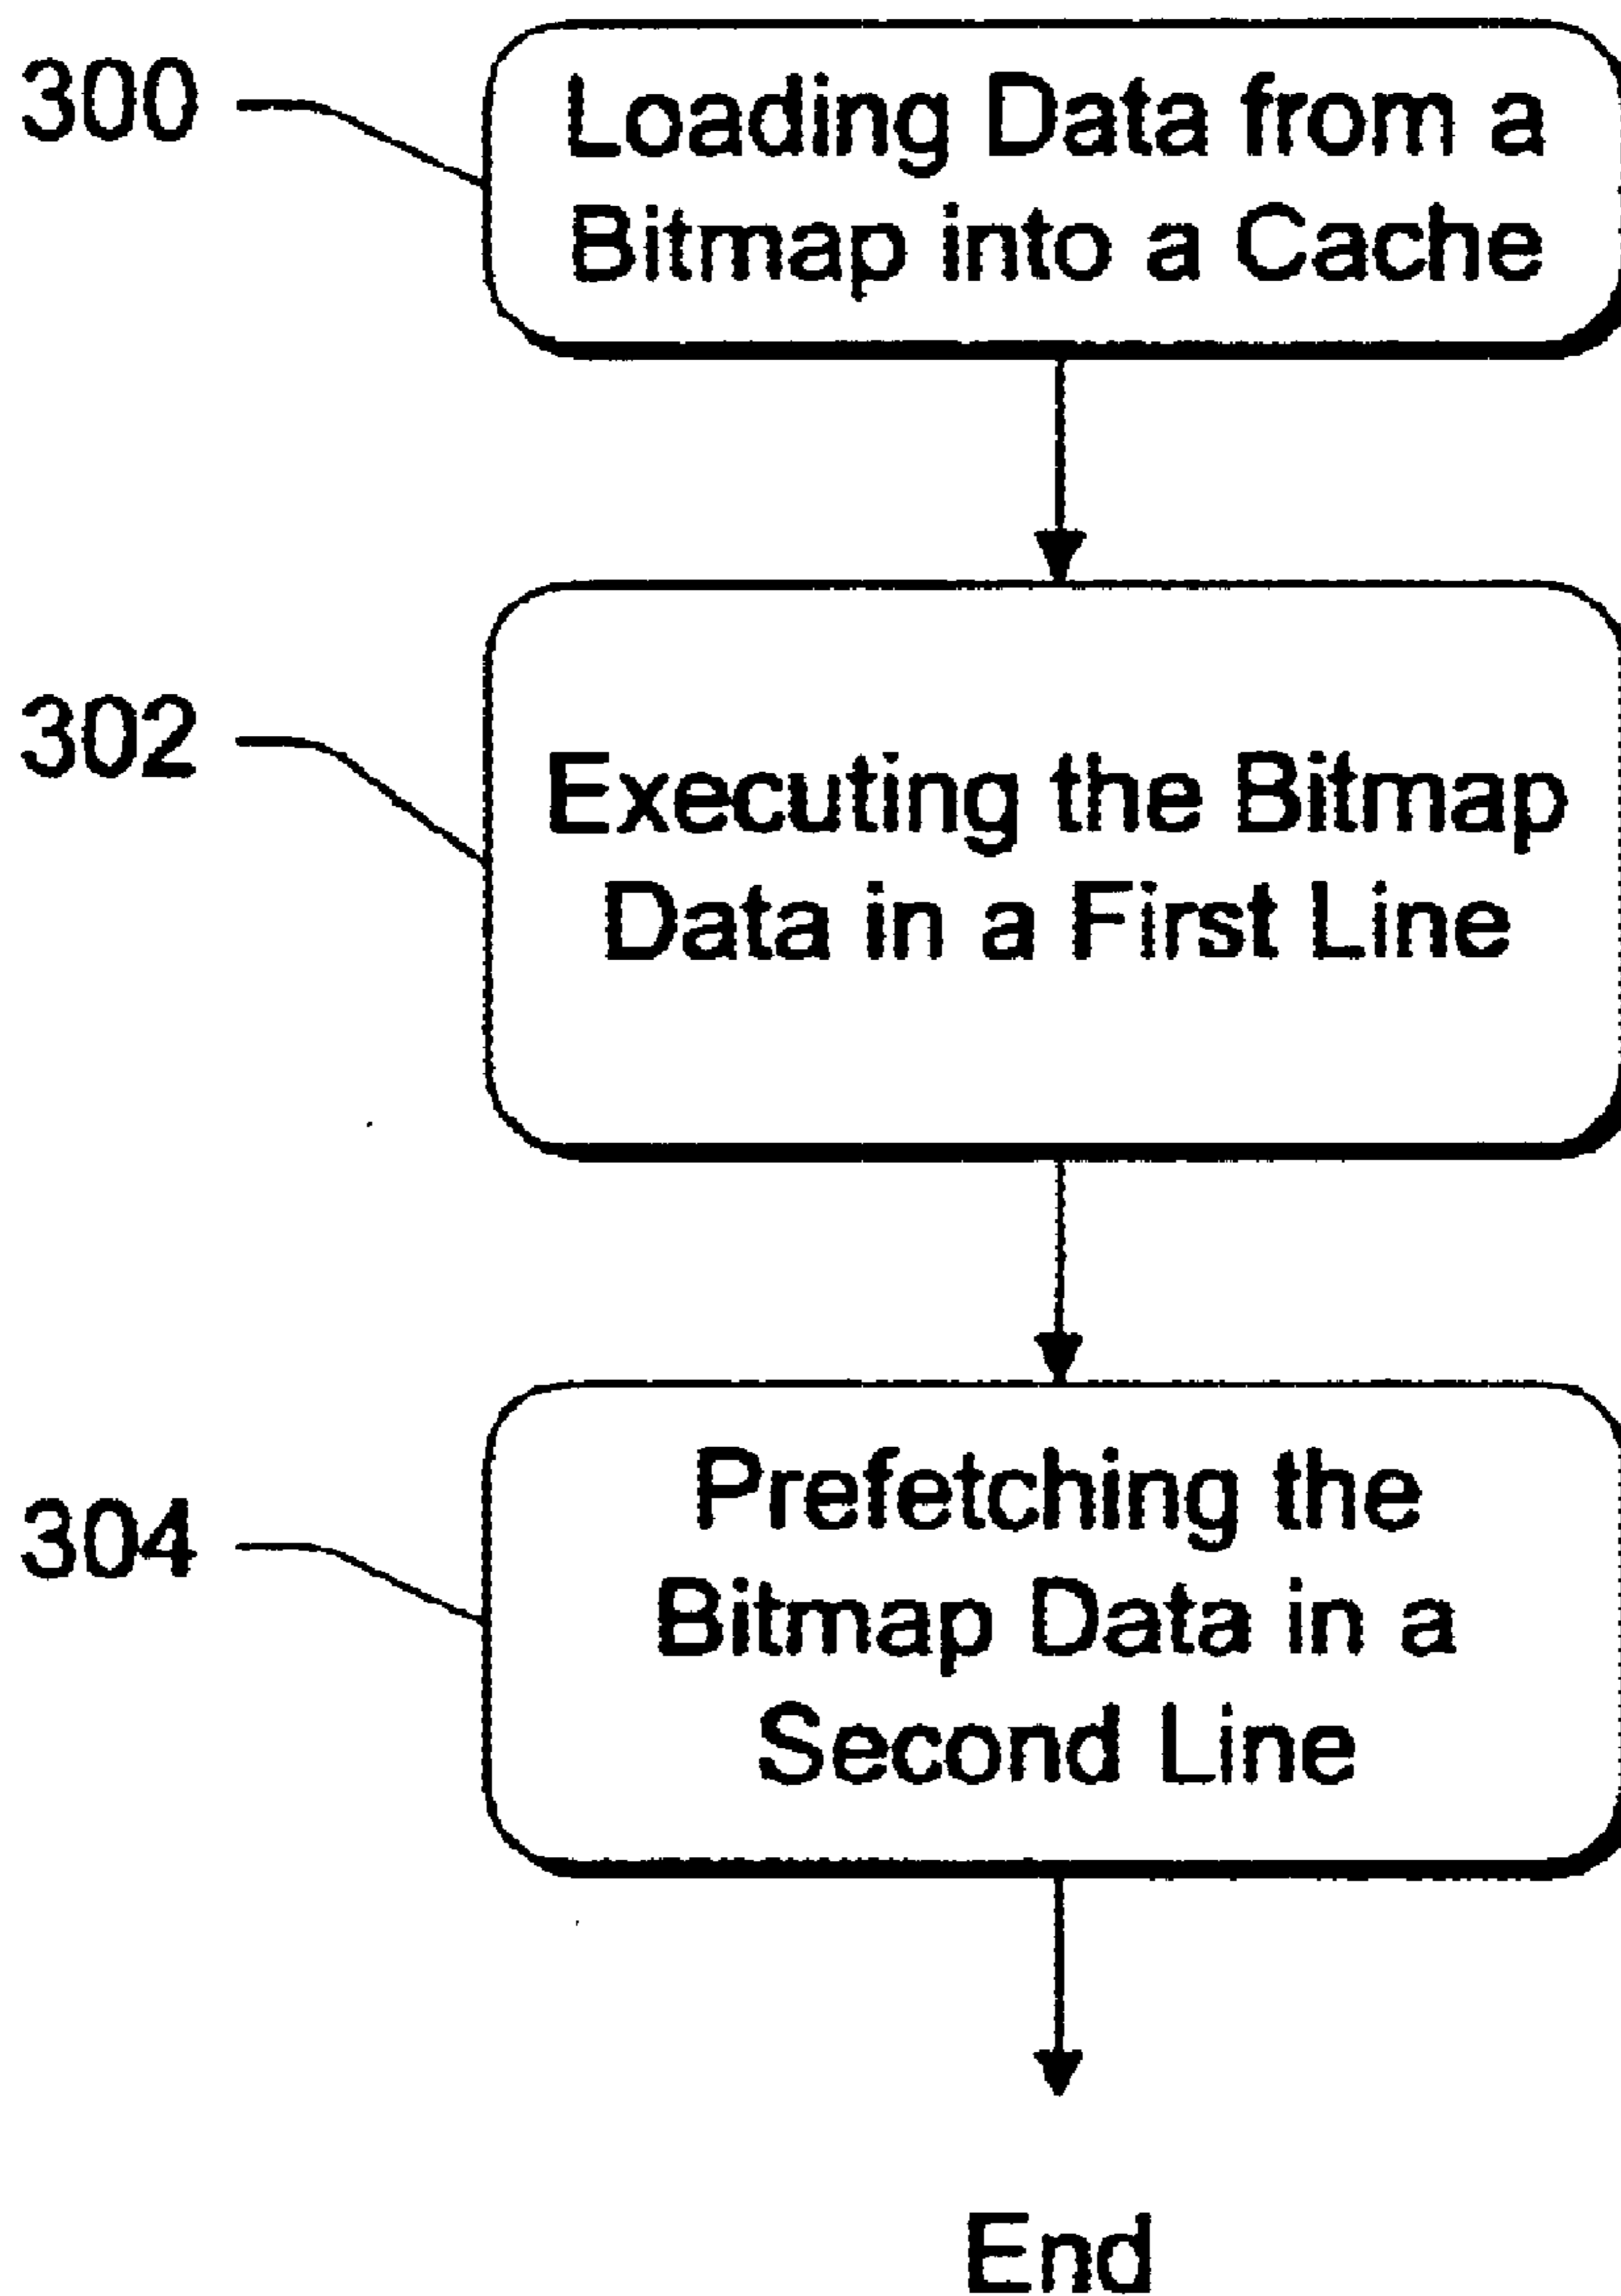 300
Loading Data from a
Bitmap into a Cache
302
Executing the Bitmap
Data in a First Line
304
Prefetching the
Bitmap Data in a
Second Line
End